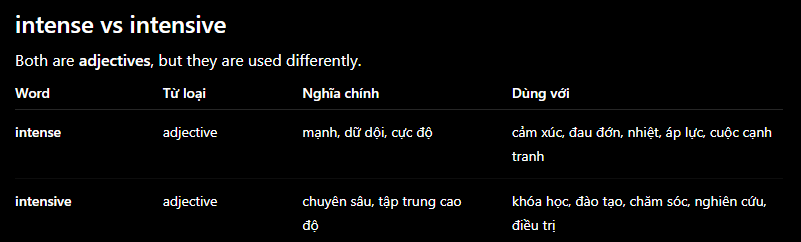 intense vs intensive
Both are adjectives, but they are used differently.
Word Từ loại Nghĩa chính Dùng với
intense adjective mạnh, dữ dội, cực độ cảm xúc, đau đớn, nhiệt, áp lực, cuộc cạnh
tranh
intensive adjective chuyên sâu, tập trung cao khóa học, đào tạo, chăm sóc, nghiên cứu,
độ điều trị